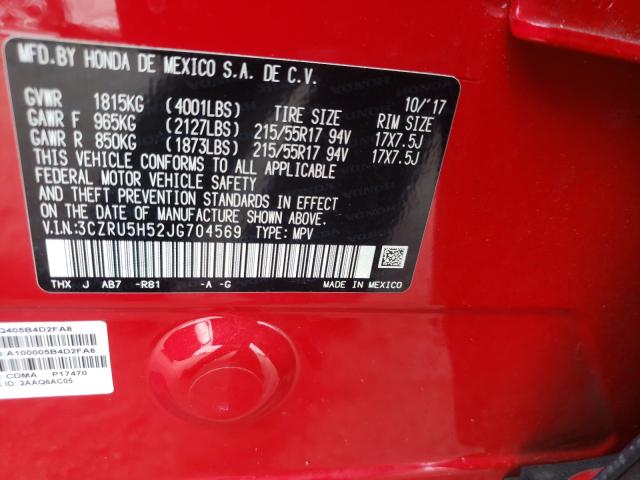 MFD.BY HONDA DE MEXICO S.A. DE C.V.
10/'17
GVWR 1815KG (4001LBS) TIRE SIZE RIM SIZE
GAWR F 965KG (2127LBS) 215/55R17 94V 17X7.5J
GAWR R 850KG (1873LBS) 215/55R17 94V 17X7.5J
THIS VEHICLE CONFORMS TO ALL APPLICABLE
FEDERAL MOTOR VEHICLE SAFETY
AND THEFT PREVENTION STANDARDS IN EFFECT
ON THE DATE OF MANUFACTURE SHOWN ABOVE.
V.I.N:3CZRU5H52JG704569 TYPE: MPV
THX J AB7 -R81 -A -G MADE IN MEXICO
Q405B4D2FA8
A100005B4D2FA8
CDMA P17470
ID: 2AAQ6AC05